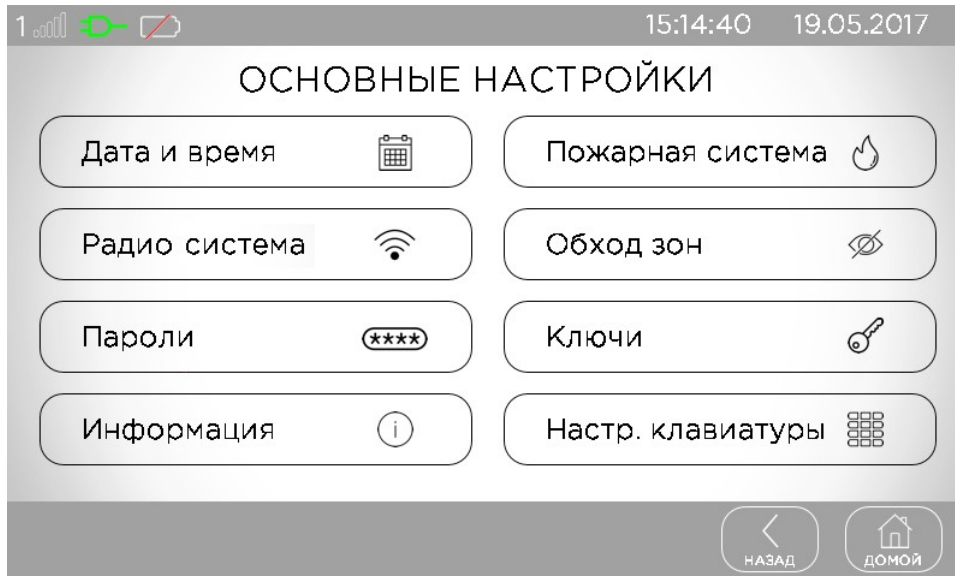 1 15:14:40 19.05.2017
ОСНОВНЫЕ НАСТРОЙКИ
Дата и время
Пожарная система
Радио система
Обход зон
Пароли ****
Ключи
Информация i
Настр. клавиатуры
НАЗАД
ДОМОЙ